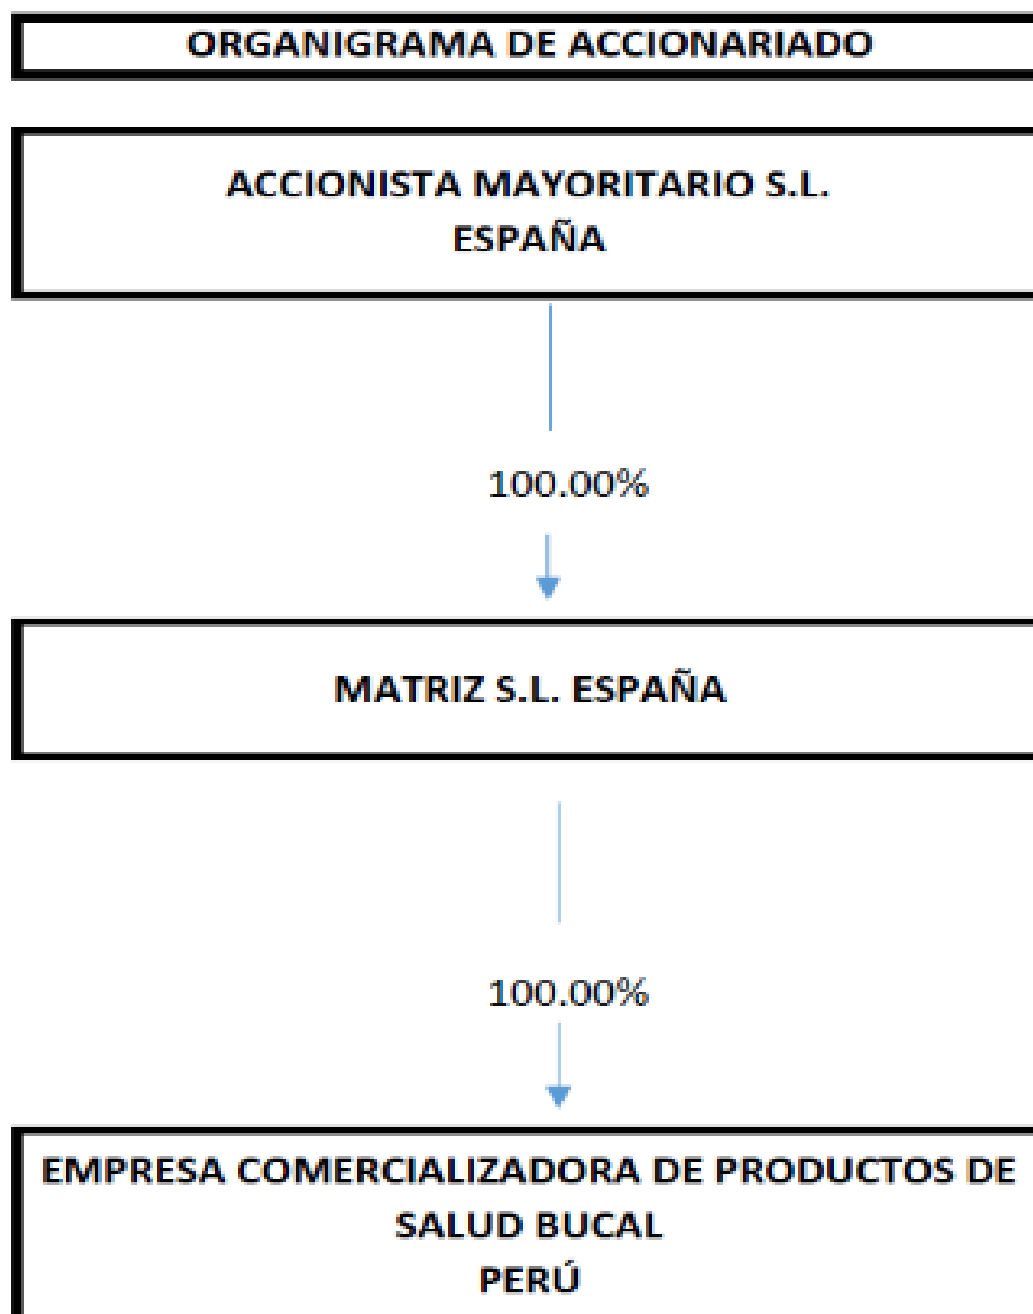 ORGANIGRAMA DE ACCIONARIADO
ACCIONISTA MAYORITARIO S.L.
ESPAÑA
100.00%
MATRIZ S.L. ESPAÑA
100.00%
EMPRESA COMERCIALIZADORA DE PRODUCTOS DE
SALUD BUCAL
PERÚ